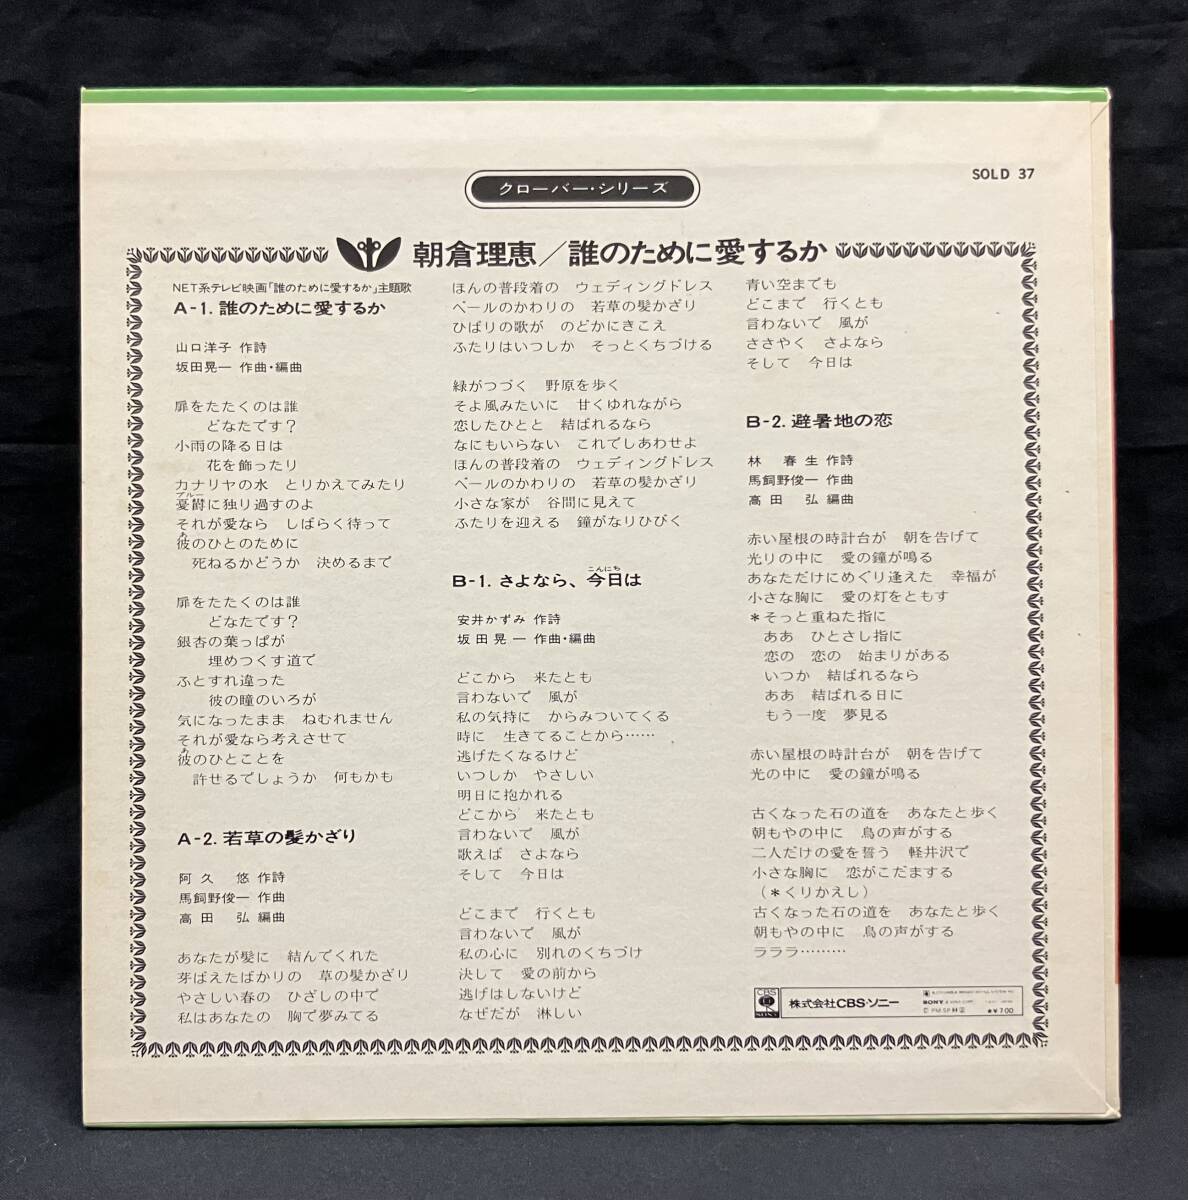 SOLD 37
クローバー・シリーズ
朝倉理恵／誰のために愛するか
NET系テレビ映画「誰のために愛するか」主題歌
A-1. 誰のために愛するか
山口洋子 作詩
坂田晃一 作曲・編曲
扉をたたくのは誰
どなたです?
小雨の降る日は
花を飾ったり
カナリヤの水　とりかえてみたり
ブルー
憂欝に独り過すのよ
それが愛なら　しばらく待って
あ
彼のひとのために
死ねるかどうか　決めるまで
扉をたたくのは誰
どなたです?
銀杏の葉っぱが
埋めつくす道で
ふとすれ違った
彼の瞳のいろが
気になったまま　ねむれません
それが愛なら考えさせて
あ
彼のひとことを
許せるでしょうか　何もかも
A-2. 若草の髪かざり
阿久　悠 作詩
馬飼野俊一 作曲
高田　弘 編曲
あなたが髪に　結んでくれた
芽ばえたばかりの　草の髪かざり
やさしい春の　ひざしの中で
私はあなたの　胸で夢みてる
ほんの普段着の　ウェディングドレス
ベールのかわりの　若草の髪かざり
ひばりの歌が　のどかにきこえ
ふたりはいつしか　そっとくちづける
緑がつづく　野原を歩く
そよ風みたいに　甘くゆれながら
恋したひとと　結ばれるなら
なにもいらない　これでしあわせよ
ほんの普段着の　ウェディングドレス
ベールのかわりの　若草の髪かざり
小さな家が　谷間に見えて
ふたりを迎える　鐘がなりひびく
こんにち
B-1. さよなら、今日は
安井かずみ 作詩
坂田晃一 作曲・編曲
どこから　来たとも
言わないで　風が
私の気持に　からみついてくる
時に　生きてることから……
逃げたくなるけど
いつしか　やさしい
明日に抱かれる
どこから　来たとも
言わないで　風が
歌えば　さよなら
そして　今日は
どこまで　行くとも
言わないで　風が
私の心に　別れのくちづけ
決して　愛の前から
逃げはしないけど
なぜだが　淋しい
青い空までも
どこまで　行くとも
言わないで　風が
ささやく　さよなら
そして　今日は
B-2. 避暑地の恋
林　春生 作詩
馬飼野俊一 作曲
高田　弘 編曲
赤い屋根の時計台が　朝を告げて
光りの中に　愛の鐘が鳴る
あなただけにめぐり逢えた　幸福が
小さな胸に　愛の灯をともす
＊そっと重ねた指に
ああ　ひとさし指に
恋の　恋の　始まりがある
いつか　結ばれるなら
ああ　結ばれる日に
もう一度　夢見る
赤い屋根の時計台が　朝を告げて
光の中に　愛の鐘が鳴る
古くなった石の道を　あなたと歩く
朝もやの中に　鳥の声がする
二人だけの愛を誓う　軽井沢で
小さな胸に　恋がこだまする
（＊くりかえし）
古くなった石の道を　あなたと歩く
朝もやの中に　鳥の声がする
ラララ………
CBS
SONY
株式会社CBS・ソニー
SONY
¥700